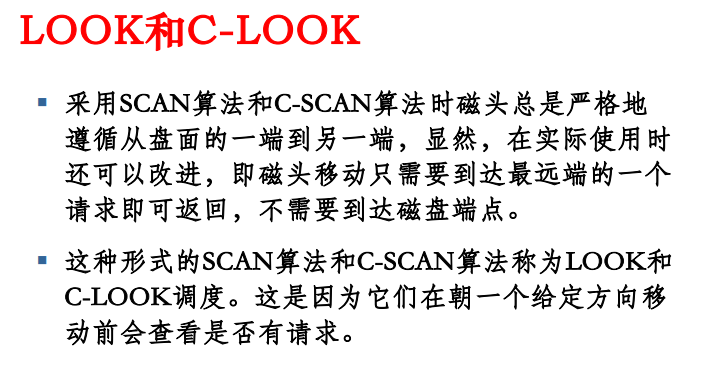 LOOK和C-LOOK
▪ 采用SCAN算法和C-SCAN算法时磁头总是严格地
遵循从盘面的一端到另一端，显然，在实际使用时
还可以改进，即磁头移动只需要到达最远端的一个
请求即可返回，不需要到达磁盘端点。
▪ 这种形式的SCAN算法和C-SCAN算法称为LOOK和
C-LOOK调度。这是因为它们在朝一个给定方向移
动前会查看是否有请求。